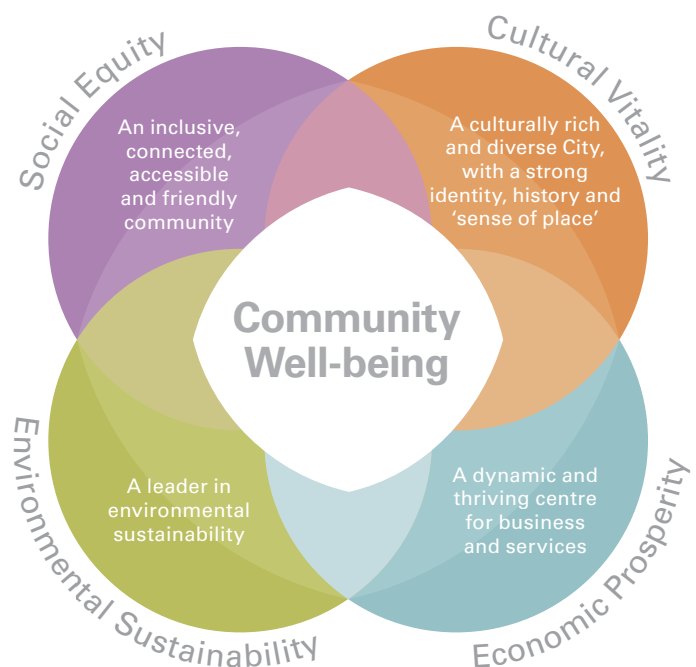 Social Equity
An inclusive,
connected,
accessible
and friendly
community
Cultural Vitality
A culturally rich
and diverse City,
with a strong
identity, history and
‘sense of place’
Community
Well-being
Environmental Sustainability
A leader in
environmental
sustainability
Economic Prosperity
A dynamic and
thriving centre
for business
and services